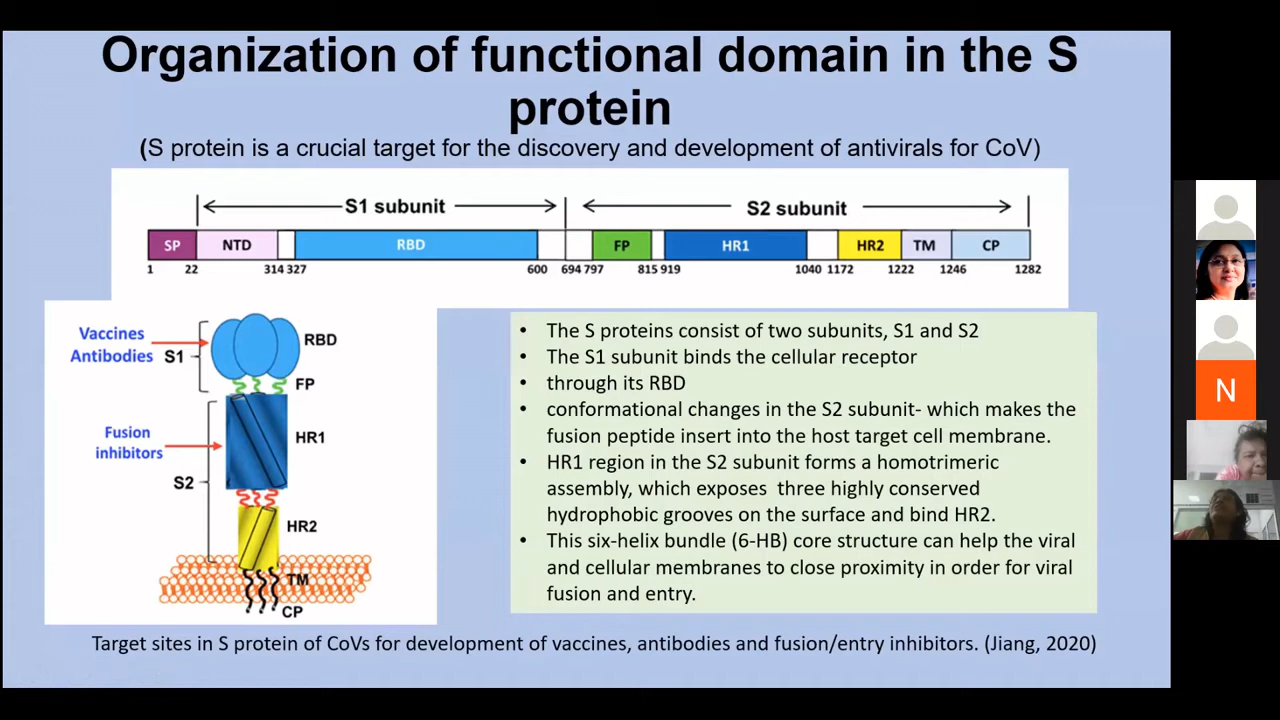 Organization of functional domain in the S
protein
(S protein is a crucial target for the discovery and development of antivirals for CoV)
S1 subunit S2 subunit
SP NTD RBD FP HR1 HR2 TM CP
1 22 314 327 600 694 797 815 919 1040 1172 1222 1246 1282
Vaccines
Antibodies
S1
RBD
FP
Fusion
inhibitors
HR1
S2
HR2
TM
CP
• The S proteins consist of two subunits, S1 and S2
• The S1 subunit binds the cellular receptor
• through its RBD
• conformational changes in the S2 subunit- which makes the
fusion peptide insert into the host target cell membrane.
• HR1 region in the S2 subunit forms a homotrimeric
assembly, which exposes three highly conserved
hydrophobic grooves on the surface and bind HR2.
• This six-helix bundle (6-HB) core structure can help the viral
and cellular membranes to close proximity in order for viral
fusion and entry.
Target sites in S protein of CoVs for development of vaccines, antibodies and fusion/entry inhibitors. (Jiang, 2020)
N